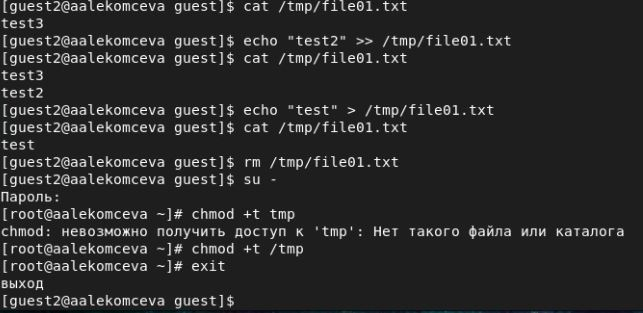 [guest2@aalekomceva guest]$ cat /tmp/file01.txt
test3
[guest2@aalekomceva guest]$ echo "test2" >> /tmp/file01.txt
[guest2@aalekomceva guest]$ cat /tmp/file01.txt
test3
test2
[guest2@aalekomceva guest]$ echo "test" > /tmp/file01.txt
[guest2@aalekomceva guest]$ cat /tmp/file01.txt
test
[guest2@aalekomceva guest]$ rm /tmp/file01.txt
[guest2@aalekomceva guest]$ su -
Пароль:
[root@aalekomceva ~]# chmod +t tmp
chmod: невозможно получить доступ к 'tmp': Нет такого файла или каталога
[root@aalekomceva ~]# chmod +t /tmp
[root@aalekomceva ~]# exit
выход
[guest2@aalekomceva guest]$